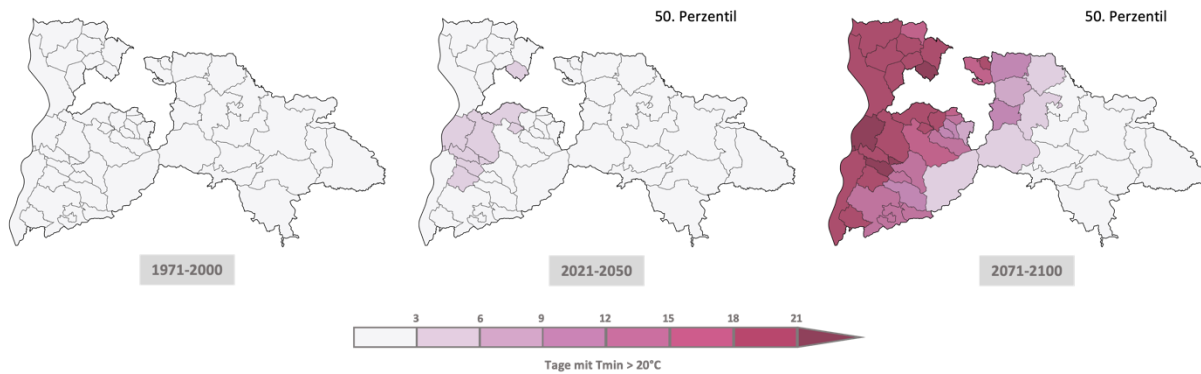 50. Perzentil
50. Perzentil
1971-2000
2021-2050
2071-2100
3 6 9 12 15 18 21
Tage mit Tmin > 20°C